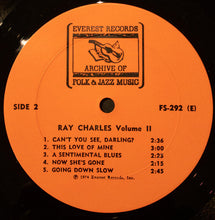 EVEREST RECORDS
ARCHIVE OF
FOLK & JAZZ MUSIC
SIDE 2
FS-292 (E)
RAY CHARLES Volume II
1. CAN'T YOU SEE, DARLING? 2:36
2. THIS LOVE OF MINE 3:00
3. A SENTIMENTAL BLUES 2:25
4. NOW SHE'S GONE 2:25
5. GOING DOWN SLOW 2:45
© 1974 Everest Records, Inc.